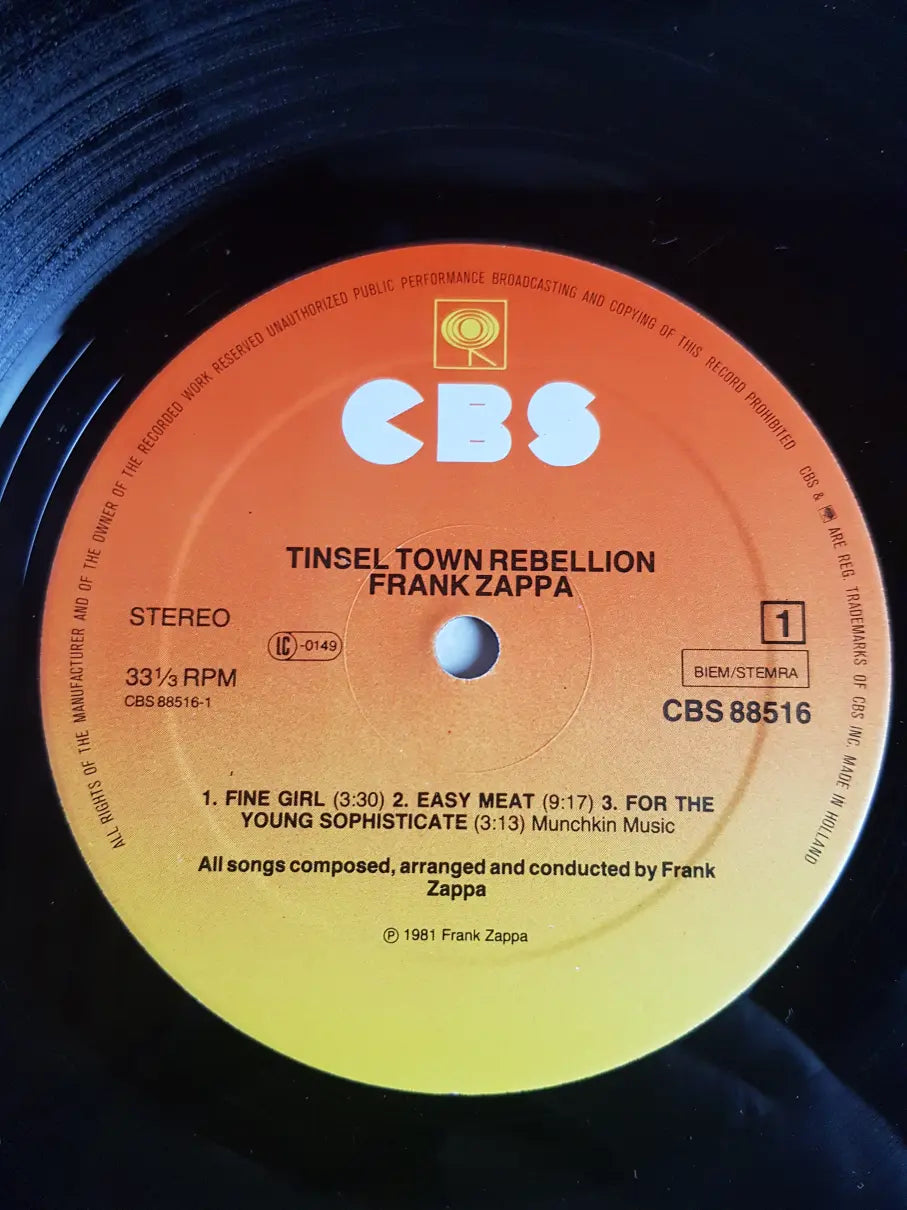 ALL RIGHTS OF THE MANUFACTURER AND OF THE OWNER OF THE RECORDED WORK RESERVED UNAUTHORIZED PUBLIC PERFORMANCE BROADCASTING AND COPYING OF THIS RECORD PROHIBITED CBS & ARE REG. TRADEMARKS OF CBS INC. MADE IN HOLLAND
CBS
TINSEL TOWN REBELLION
FRANK ZAPPA
STEREO
LC-0149
33⅓ RPM
CBS 88516-1
1
BIEM/STEMRA
CBS 88516
1. FINE GIRL (3:30) 2. EASY MEAT (9:17) 3. FOR THE
YOUNG SOPHISTICATE (3:13) Munchkin Music
All songs composed, arranged and conducted by Frank
Zappa
℗ 1981 Frank Zappa